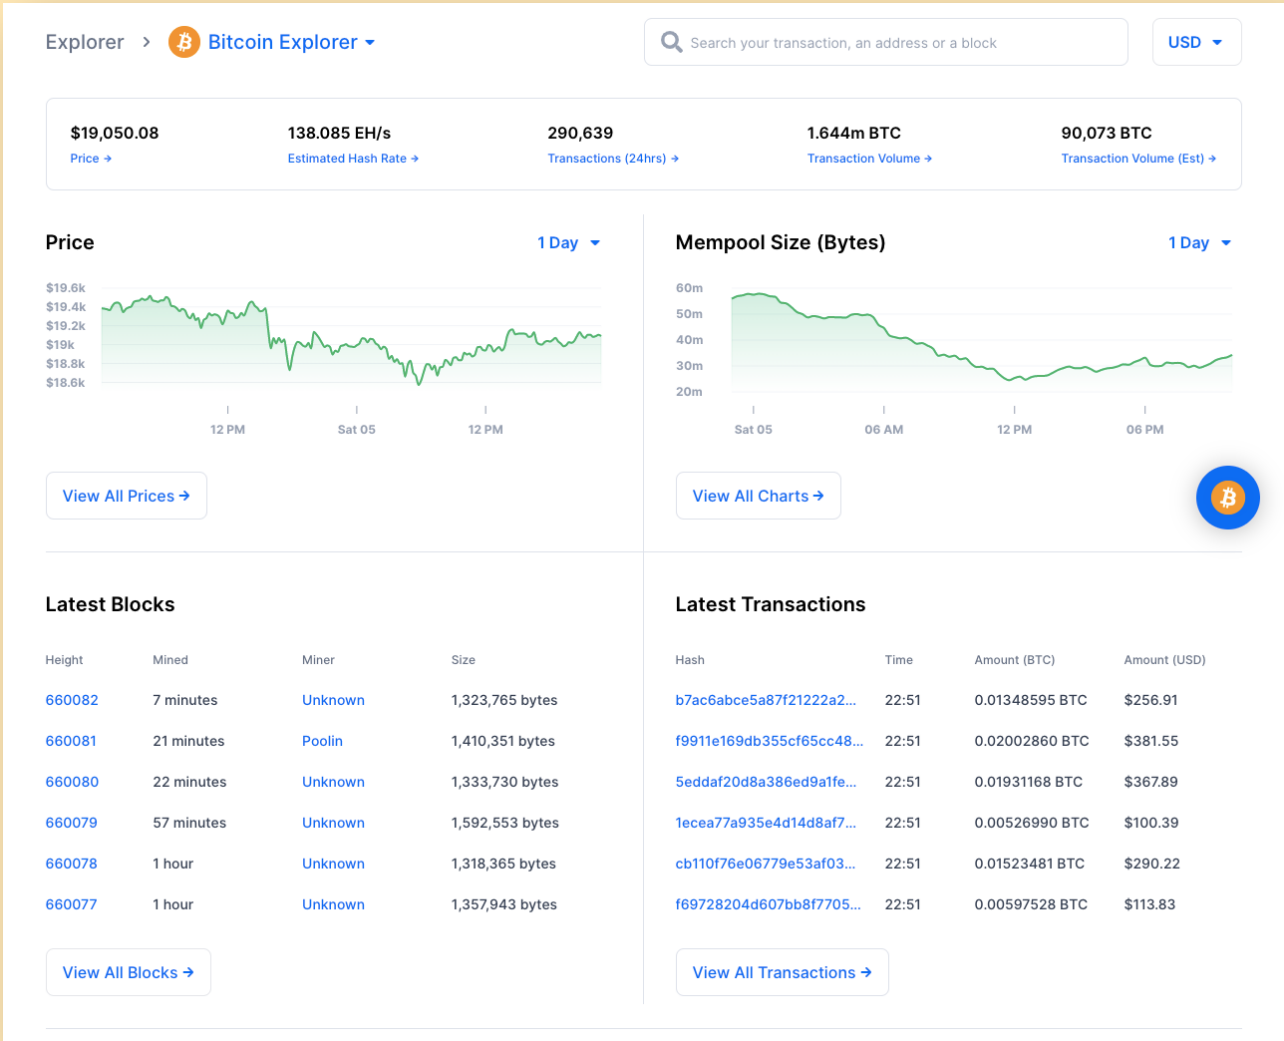 Explorer > Bitcoin Explorer
Search your transaction, an address or a block
USD
$19,050.08 138.085 EH/s 290,639 1.644m BTC 90,073 BTC
Price → Estimated Hash Rate → Transactions (24hrs) → Transaction Volume → Transaction Volume (Est) →
Price 1 Day
$19.6k
$19.4k
$19.2k
$19k
$18.8k
$18.6k
12 PM Sat 05 12 PM
View All Prices →
Mempool Size (Bytes) 1 Day
60m
50m
40m
30m
20m
Sat 05 06 AM 12 PM 06 PM
View All Charts →
Latest Blocks
Height Mined Miner Size
660082 7 minutes Unknown 1,323,765 bytes
660081 21 minutes Poolin 1,410,351 bytes
660080 22 minutes Unknown 1,333,730 bytes
660079 57 minutes Unknown 1,592,553 bytes
660078 1 hour Unknown 1,318,365 bytes
660077 1 hour Unknown 1,357,943 bytes
View All Blocks →
Latest Transactions
Hash Time Amount (BTC) Amount (USD)
b7ac6abce5a87f21222a2... 22:51 0.01348595 BTC $256.91
f9911e169db355cf65cc48... 22:51 0.02002860 BTC $381.55
5eddaf20d8a386ed9a1fe... 22:51 0.01931168 BTC $367.89
1ecea77a935e4d14d8af7... 22:51 0.00526990 BTC $100.39
cb110f76e06779e53af03... 22:51 0.01523481 BTC $290.22
f69728204d607bb8f7705... 22:51 0.00597528 BTC $113.83
View All Transactions →